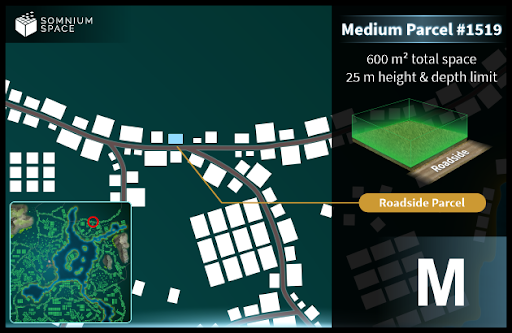 SOMNIUM
SPACE
Medium Parcel #1519
600 m² total space
25 m height & depth limit
Roadside
Roadside Parcel
M